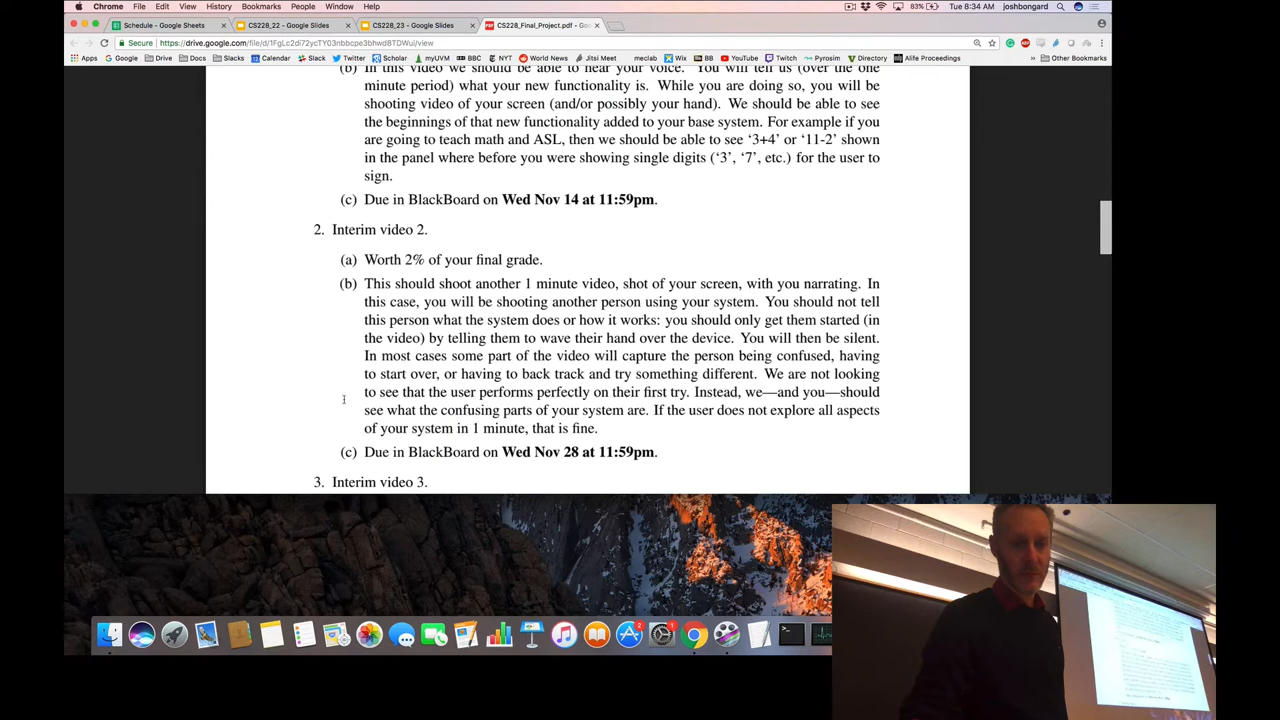 Chrome File Edit View History Bookmarks People Window Help
83% Tue 8:34 AM joshbongard
Schedule - Google Sheets CS228_22 - Google Slides CS228_23 - Google Slides CS228_Final_Project.pdf - Goo
Secure https://drive.google.com/file/d/1FgLc2di72ycTY03nbbcpe3bhwd8TDWui/view
Apps Google Drive Docs Slacks Calendar Slack Twitter Scholar myUVM BBC NYT World News Jitsi Meet meclab Wix BB YouTube Twitch Pyrosim Directory Alife Proceedings Other Bookmarks
(b) In this video we should be able to hear your voice. You will tell us (over the one
minute period) what your new functionality is. While you are doing so, you will be
shooting video of your screen (and/or possibly your hand). We should be able to see
the beginnings of that new functionality added to your base system. For example if you
are going to teach math and ASL, then we should be able to see ‘3+4’ or ‘11-2’ shown
in the panel where before you were showing single digits (‘3’, ‘7’, etc.) for the user to
sign.
(c) Due in BlackBoard on Wed Nov 14 at 11:59pm.
2. Interim video 2.
(a) Worth 2% of your final grade.
(b) This should shoot another 1 minute video, shot of your screen, with you narrating. In
this case, you will be shooting another person using your system. You should not tell
this person what the system does or how it works: you should only get them started (in
the video) by telling them to wave their hand over the device. You will then be silent.
In most cases some part of the video will capture the person being confused, having
to start over, or having to back track and try something different. We are not looking
to see that the user performs perfectly on their first try. Instead, we—and you—should
see what the confusing parts of your system are. If the user does not explore all aspects
of your system in 1 minute, that is fine.
(c) Due in BlackBoard on Wed Nov 28 at 11:59pm.
3. Interim video 3.